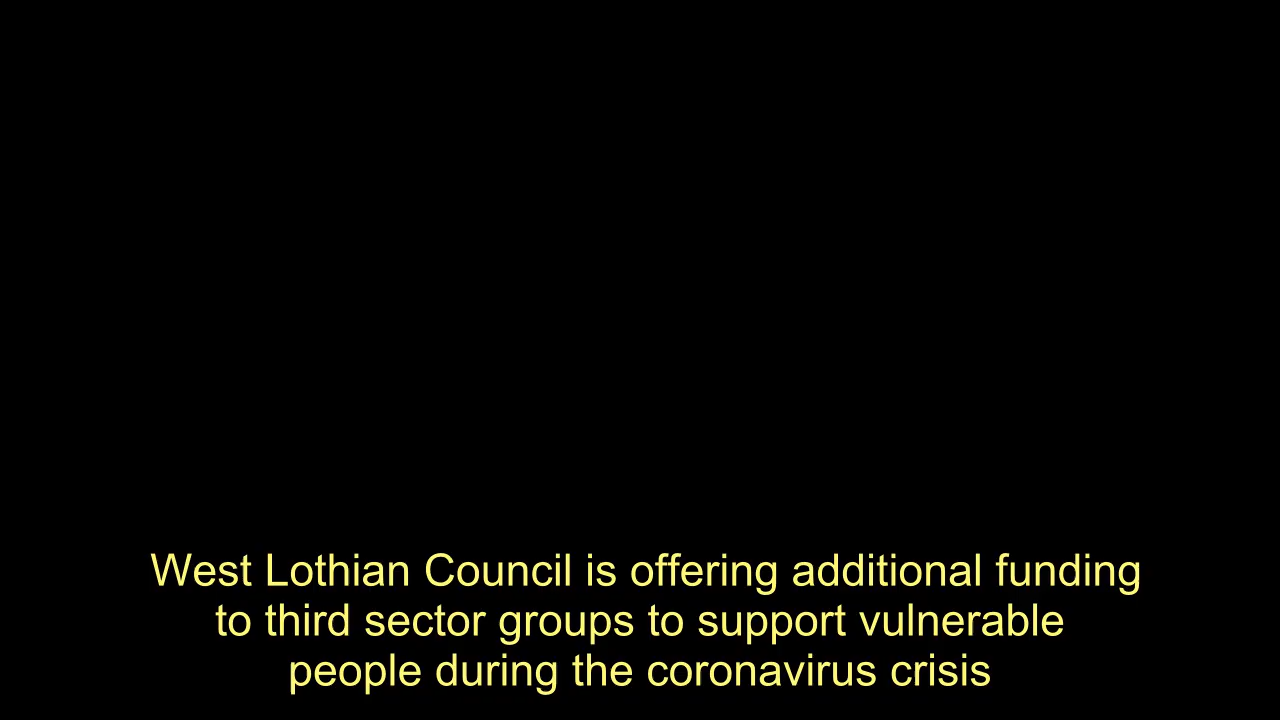 West Lothian Council is offering additional funding
to third sector groups to support vulnerable
people during the coronavirus crisis